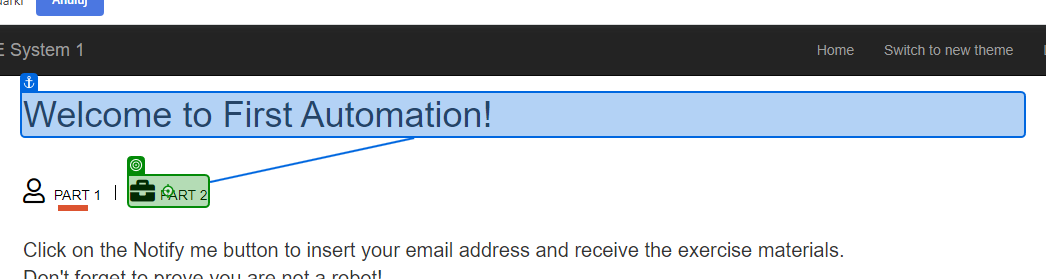 Anuluj
E System 1
Home Switch to new theme
Welcome to First Automation!
PART 1 | PART 2
Click on the Notify me button to insert your email address and receive the exercise materials.
Don't forget to prove you are not a robot!